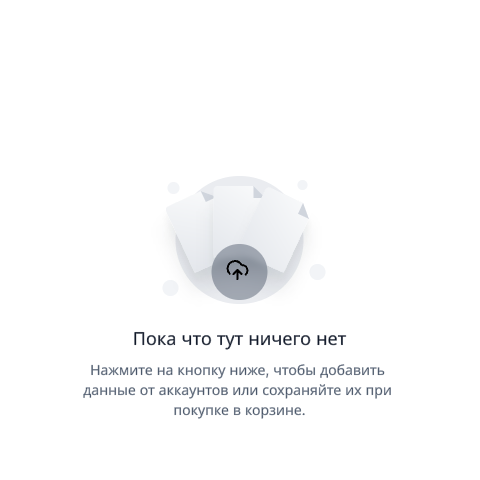 Пока что тут ничего нет
Нажмите на кнопку ниже, чтобы добавить
данные от аккаунтов или сохраняйте их при
покупке в корзине.